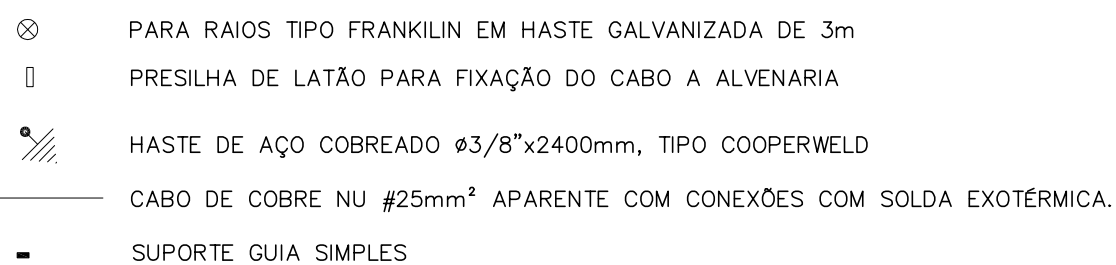 PARA RAIOS TIPO FRANKILIN EM HASTE GALVANIZADA DE 3m
PRESILHA DE LATÃO PARA FIXAÇÃO DO CABO A ALVENARIA
HASTE DE AÇO COBREADO ø3/8"x2400mm, TIPO COOPERWELD
CABO DE COBRE NU #25mm² APARENTE COM CONEXÕES COM SOLDA EXOTÉRMICA.
SUPORTE GUIA SIMPLES